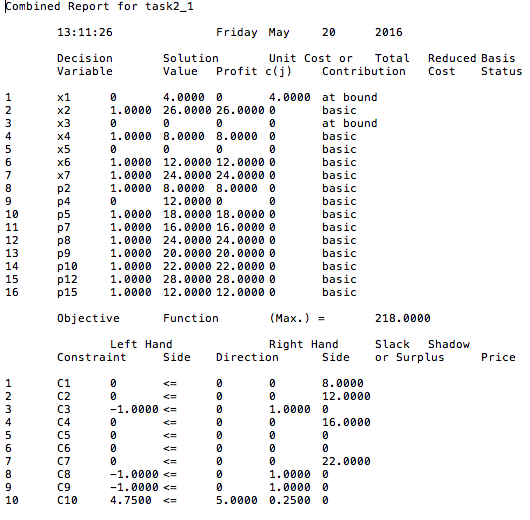 Combined Report for task2_1
13:11:26 Friday May 20 2016
Decision Solution Unit Cost or Total Reduced Basis
Variable Value Profit c(j) Contribution Cost Status
1 x1 0 4.0000 0 4.0000 at bound
2 x2 1.0000 26.0000 26.0000 0 basic
3 x3 0 0 0 0 at bound
4 x4 1.0000 8.0000 8.0000 0 basic
5 x5 0 0 0 0 basic
6 x6 1.0000 12.0000 12.0000 0 basic
7 x7 1.0000 24.0000 24.0000 0 basic
8 p2 1.0000 8.0000 8.0000 0 basic
9 p4 0 12.0000 0 0 basic
10 p5 1.0000 18.0000 18.0000 0 basic
11 p7 1.0000 16.0000 16.0000 0 basic
12 p8 1.0000 24.0000 24.0000 0 basic
13 p9 1.0000 20.0000 20.0000 0 basic
14 p10 1.0000 22.0000 22.0000 0 basic
15 p12 1.0000 28.0000 28.0000 0 basic
16 p15 1.0000 12.0000 12.0000 0 basic
Objective Function (Max.) = 218.0000
Left Hand Right Hand Slack Shadow
Constraint Side Direction Side or Surplus Price
1 C1 0 <= 0 0 8.0000
2 C2 0 <= 0 0 12.0000
3 C3 -1.0000 <= 0 1.0000 0
4 C4 0 <= 0 0 16.0000
5 C5 0 <= 0 0 0
6 C6 0 <= 0 0 0
7 C7 0 <= 0 0 22.0000
8 C8 -1.0000 <= 0 1.0000 0
9 C9 -1.0000 <= 0 1.0000 0
10 C10 4.7500 <= 5.0000 0.2500 0